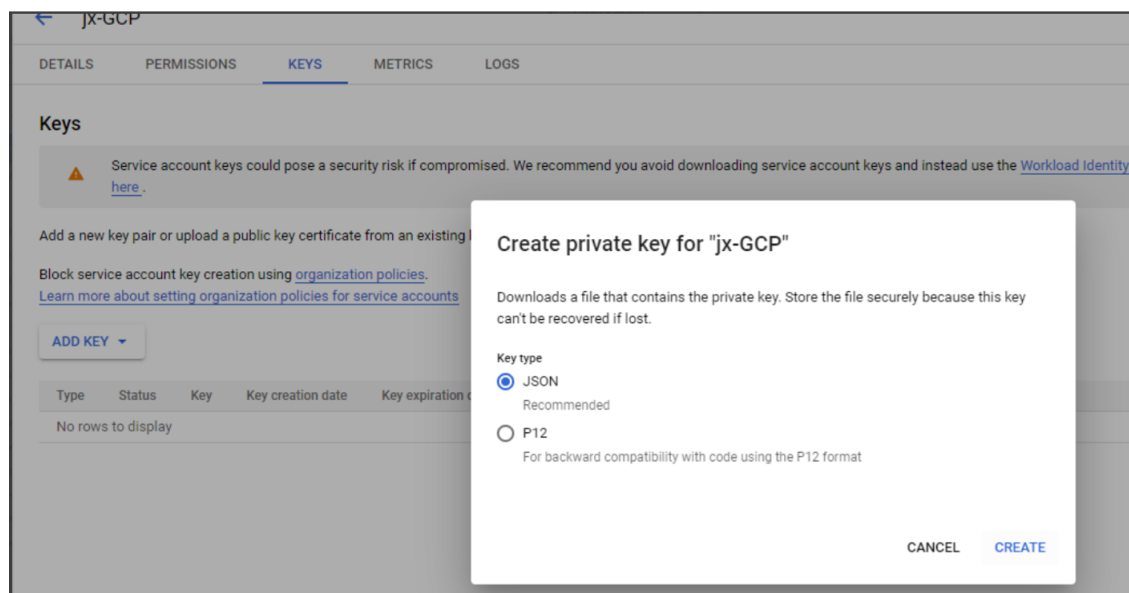 jx-GCP
DETAILS PERMISSIONS KEYS METRICS LOGS
Keys
Service account keys could pose a security risk if compromised. We recommend you avoid downloading service account keys and instead use the Workload Identity
here .
Add a new key pair or upload a public key certificate from an existing
Block service account key creation using organization policies.
Learn more about setting organization policies for service accounts
ADD KEY
Type Status Key Key creation date Key expiration
No rows to display
Create private key for "jx-GCP"
Downloads a file that contains the private key. Store the file securely because this key
can't be recovered if lost.
Key type
JSON
Recommended
P12
For backward compatibility with code using the P12 format
CANCEL CREATE